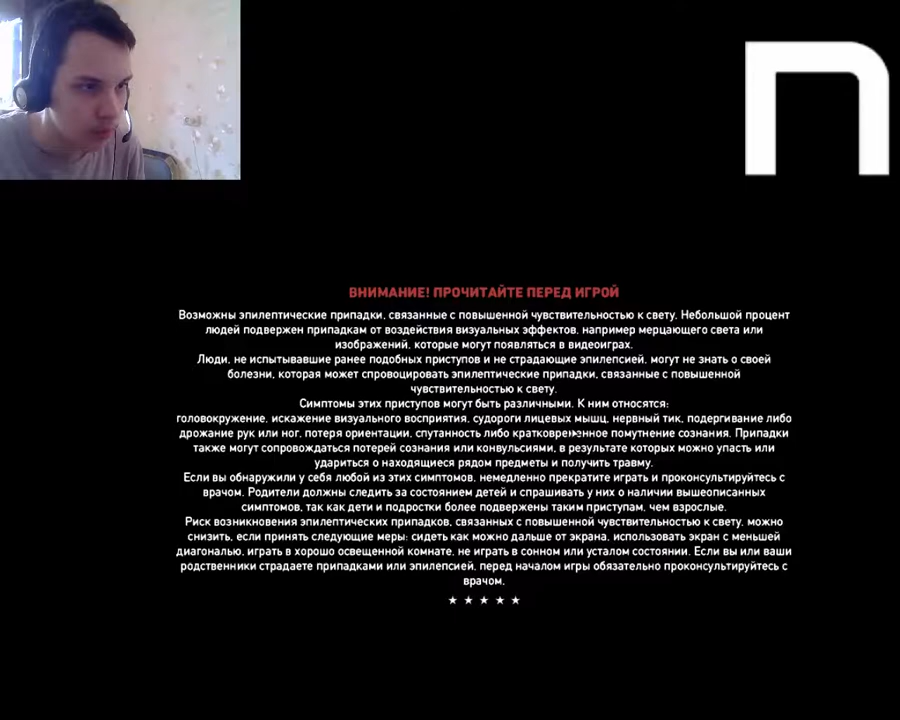 П
ВНИМАНИЕ! ПРОЧИТАЙТЕ ПЕРЕД ИГРОЙ
Возможны эпилептические припадки, связанные с повышенной чувствительностью к свету. Небольшой процент
людей подвержен припадкам от воздействия визуальных эффектов, например мерцающего света или
изображений, которые могут появляться в видеоиграх.
Люди, не испытывавшие ранее подобных приступов и не страдающие эпилепсией, могут не знать о своей
болезни, которая может спровоцировать эпилептические припадки, связанные с повышенной
чувствительностью к свету.
Симптомы этих приступов могут быть различными. К ним относятся:
головокружение, искажение визуального восприятия, судороги лицевых мышц, нервный тик, подергивание либо
дрожание рук или ног, потеря ориентации, спутанность либо кратковременное помутнение сознания. Припадки
также могут сопровождаться потерей сознания или конвульсиями, в результате которых можно упасть или
удариться о находящиеся рядом предметы и получить травму.
Если вы обнаружили у себя любой из этих симптомов, немедленно прекратите играть и проконсультируйтесь с
врачом. Родители должны следить за состоянием детей и спрашивать у них о наличии вышеописанных
симптомов, так как дети и подростки более подвержены таким приступам, чем взрослые.
Риск возникновения эпилептических припадков, связанных с повышенной чувствительностью к свету, можно
снизить, если принять следующие меры: сидеть как можно дальше от экрана, использовать экран с меньшей
диагональю, играть в хорошо освещенной комнате, не играть в сонном или усталом состоянии. Если вы или ваши
родственники страдаете припадками или эпилепсией, перед началом игры обязательно проконсультируйтесь с
врачом.